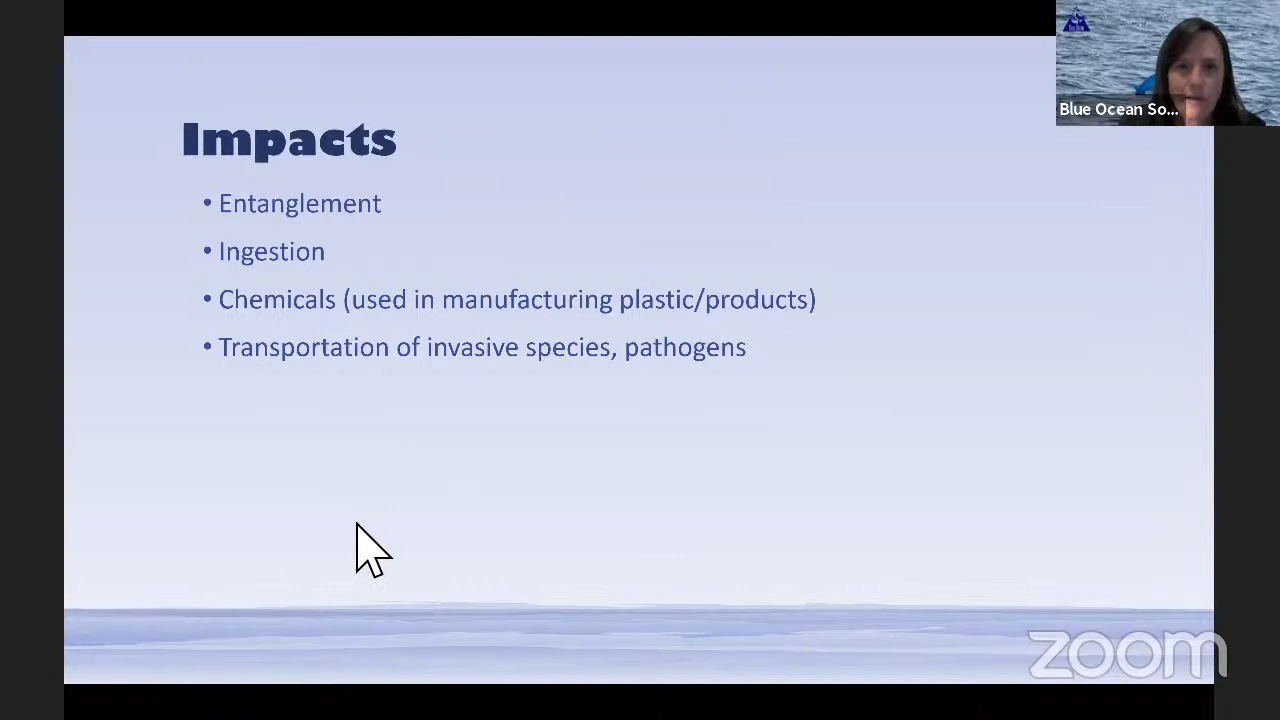 Impacts
• Entanglement
• Ingestion
• Chemicals (used in manufacturing plastic/products)
• Transportation of invasive species, pathogens
Blue Ocean So...
zoom